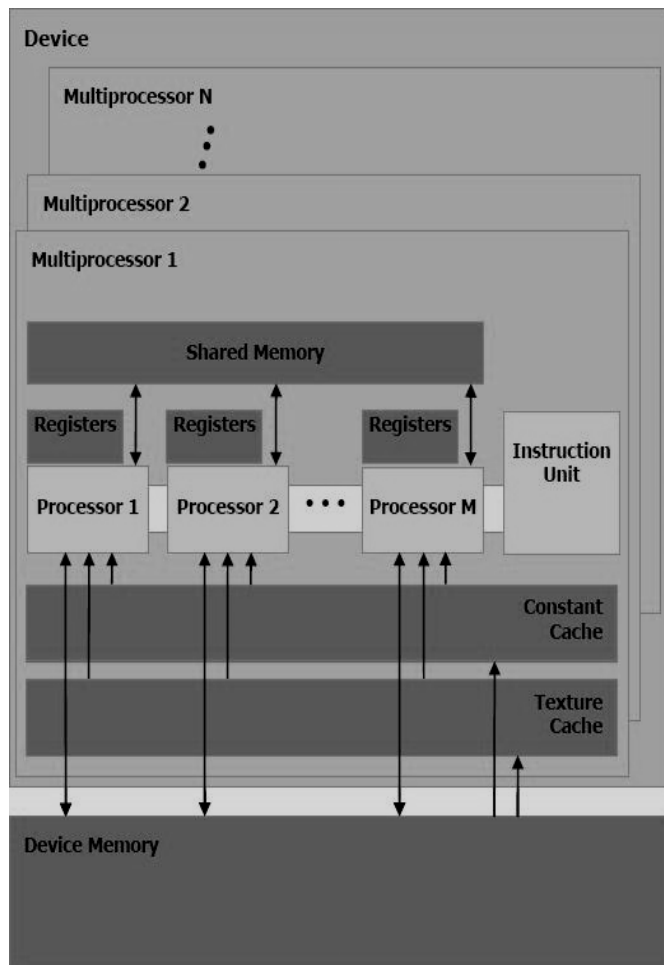 Device
Multiprocessor N
Multiprocessor 2
Multiprocessor 1
Shared Memory
Registers
Registers
Registers
Instruction
Unit
Processor 1
Processor 2
Processor M
Constant
Cache
Texture
Cache
Device Memory